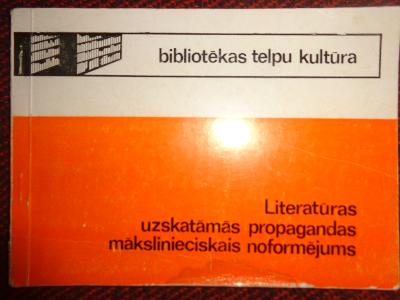 bibliotēkas telpu kultūra
Literatūras
uzskatāmās propagandas
mākslinieciskais noformējums